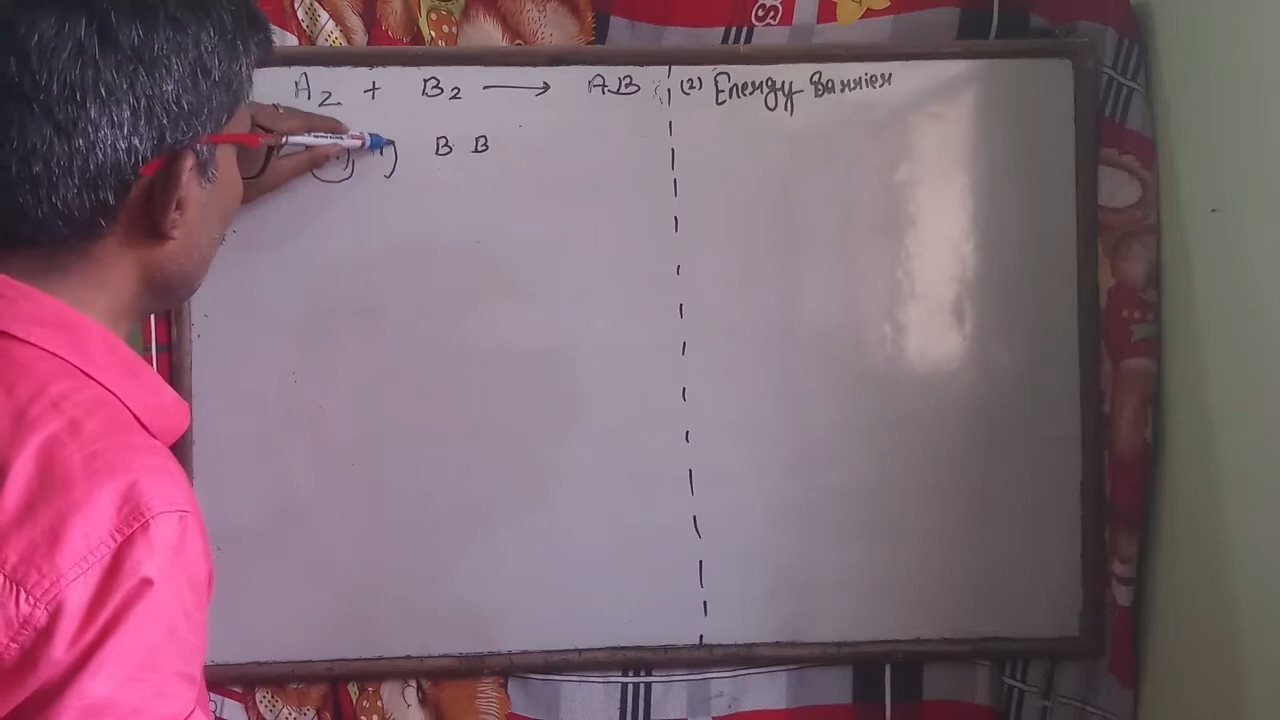 A2 + B2 ⟶ AB
B B
(2) Energy Barrier